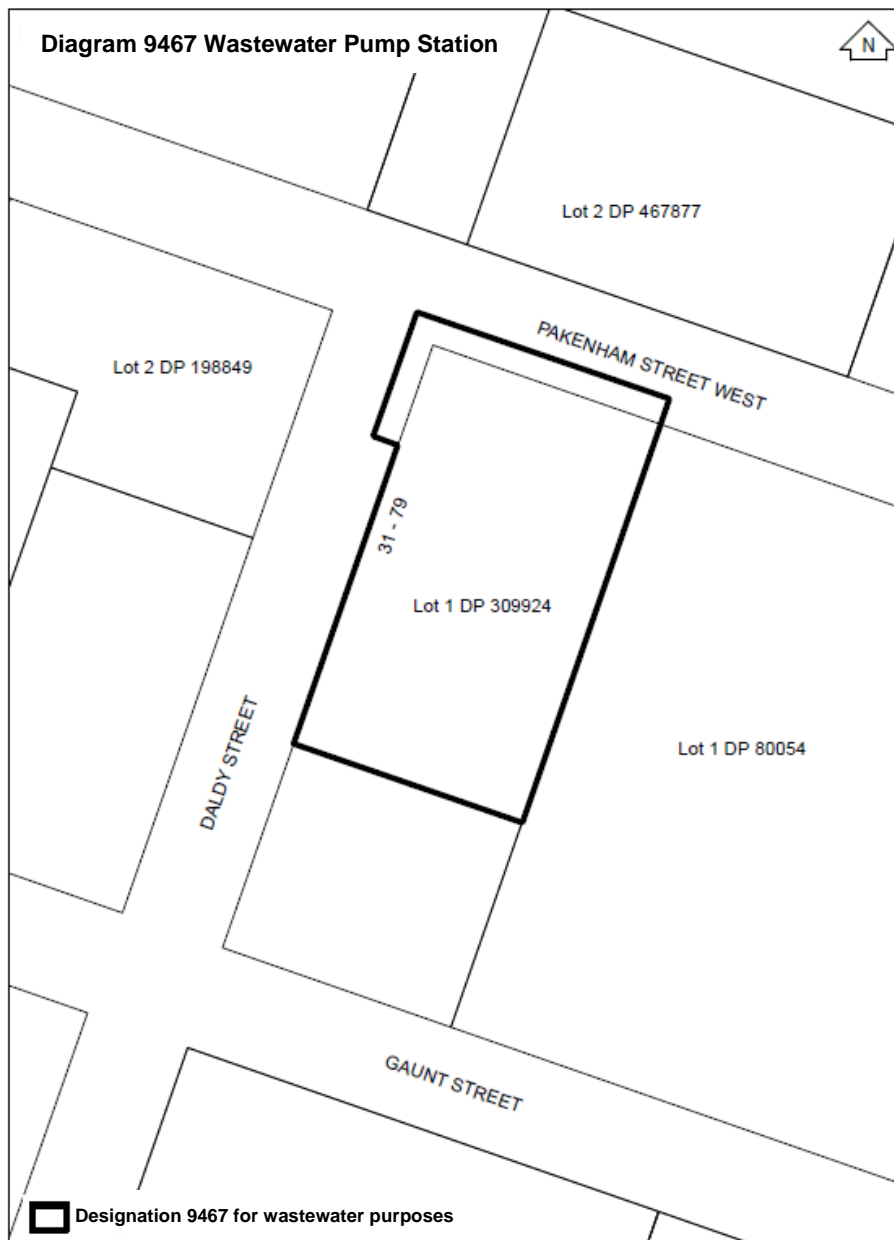 Diagram 9467 Wastewater Pump Station
N
Lot 2 DP 467877
PAKENHAM STREET WEST
Lot 2 DP 198849
31 - 79
Lot 1 DP 309924
DALDY STREET
Lot 1 DP 80054
GAUNT STREET
Designation 9467 for wastewater purposes